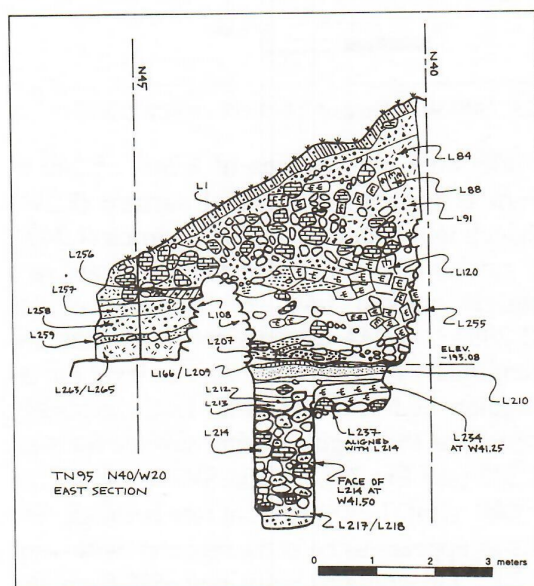 N45
N40
L84
L88
L91
L1
L120
L256
L257
L258
L259
L108
L207
L255
ELEV.
-193.08
L263/L265
L166/L209
L210
L212
L213
L214
L237
ALIGNED
WITH L214
L234
AT W41.25
TN95 N40/W20
EAST SECTION
FACE OF
L214 AT
W41.50
L217/L218
0 1 2 3 meters